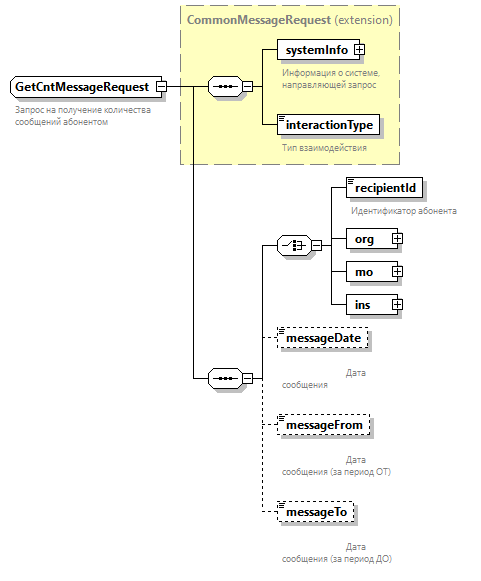 CommonMessageRequest (extension)
systemInfo
Информация о системе,
направляющей запрос
GetCntMessageRequest
Запрос на получение количества
сообщений абонентом
interactionType
Тип взаимодействия
recipientId
Идентификатор абонента
org
mo
ins
messageDate
Дата
сообщения
messageFrom
Дата
сообщения (за период ОТ)
messageTo
Дата
сообщения (за период ДО)